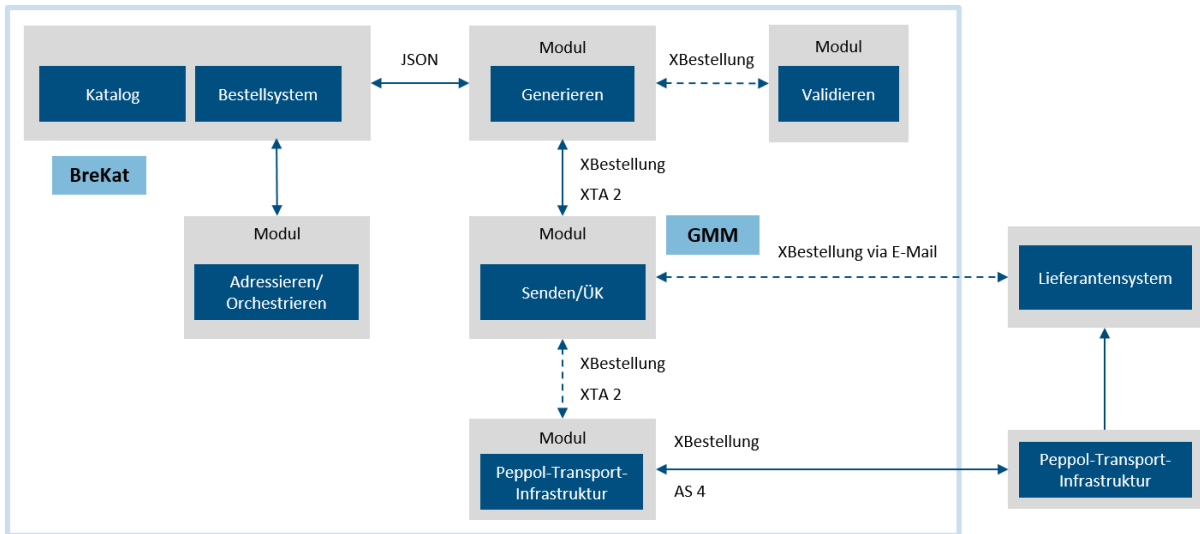 Katalog
Bestellsystem
BreKat
JSON
Modul
Generieren
XBestellung
Modul
Validieren
XBestellung
XTA 2
Modul
Adressieren/
Orchestrieren
Modul
Senden/ÜK
GMM
XBestellung via E-Mail
Lieferantensystem
XBestellung
XTA 2
Modul
Peppol-Transport-
Infrastruktur
XBestellung
AS 4
Peppol-Transport-
Infrastruktur